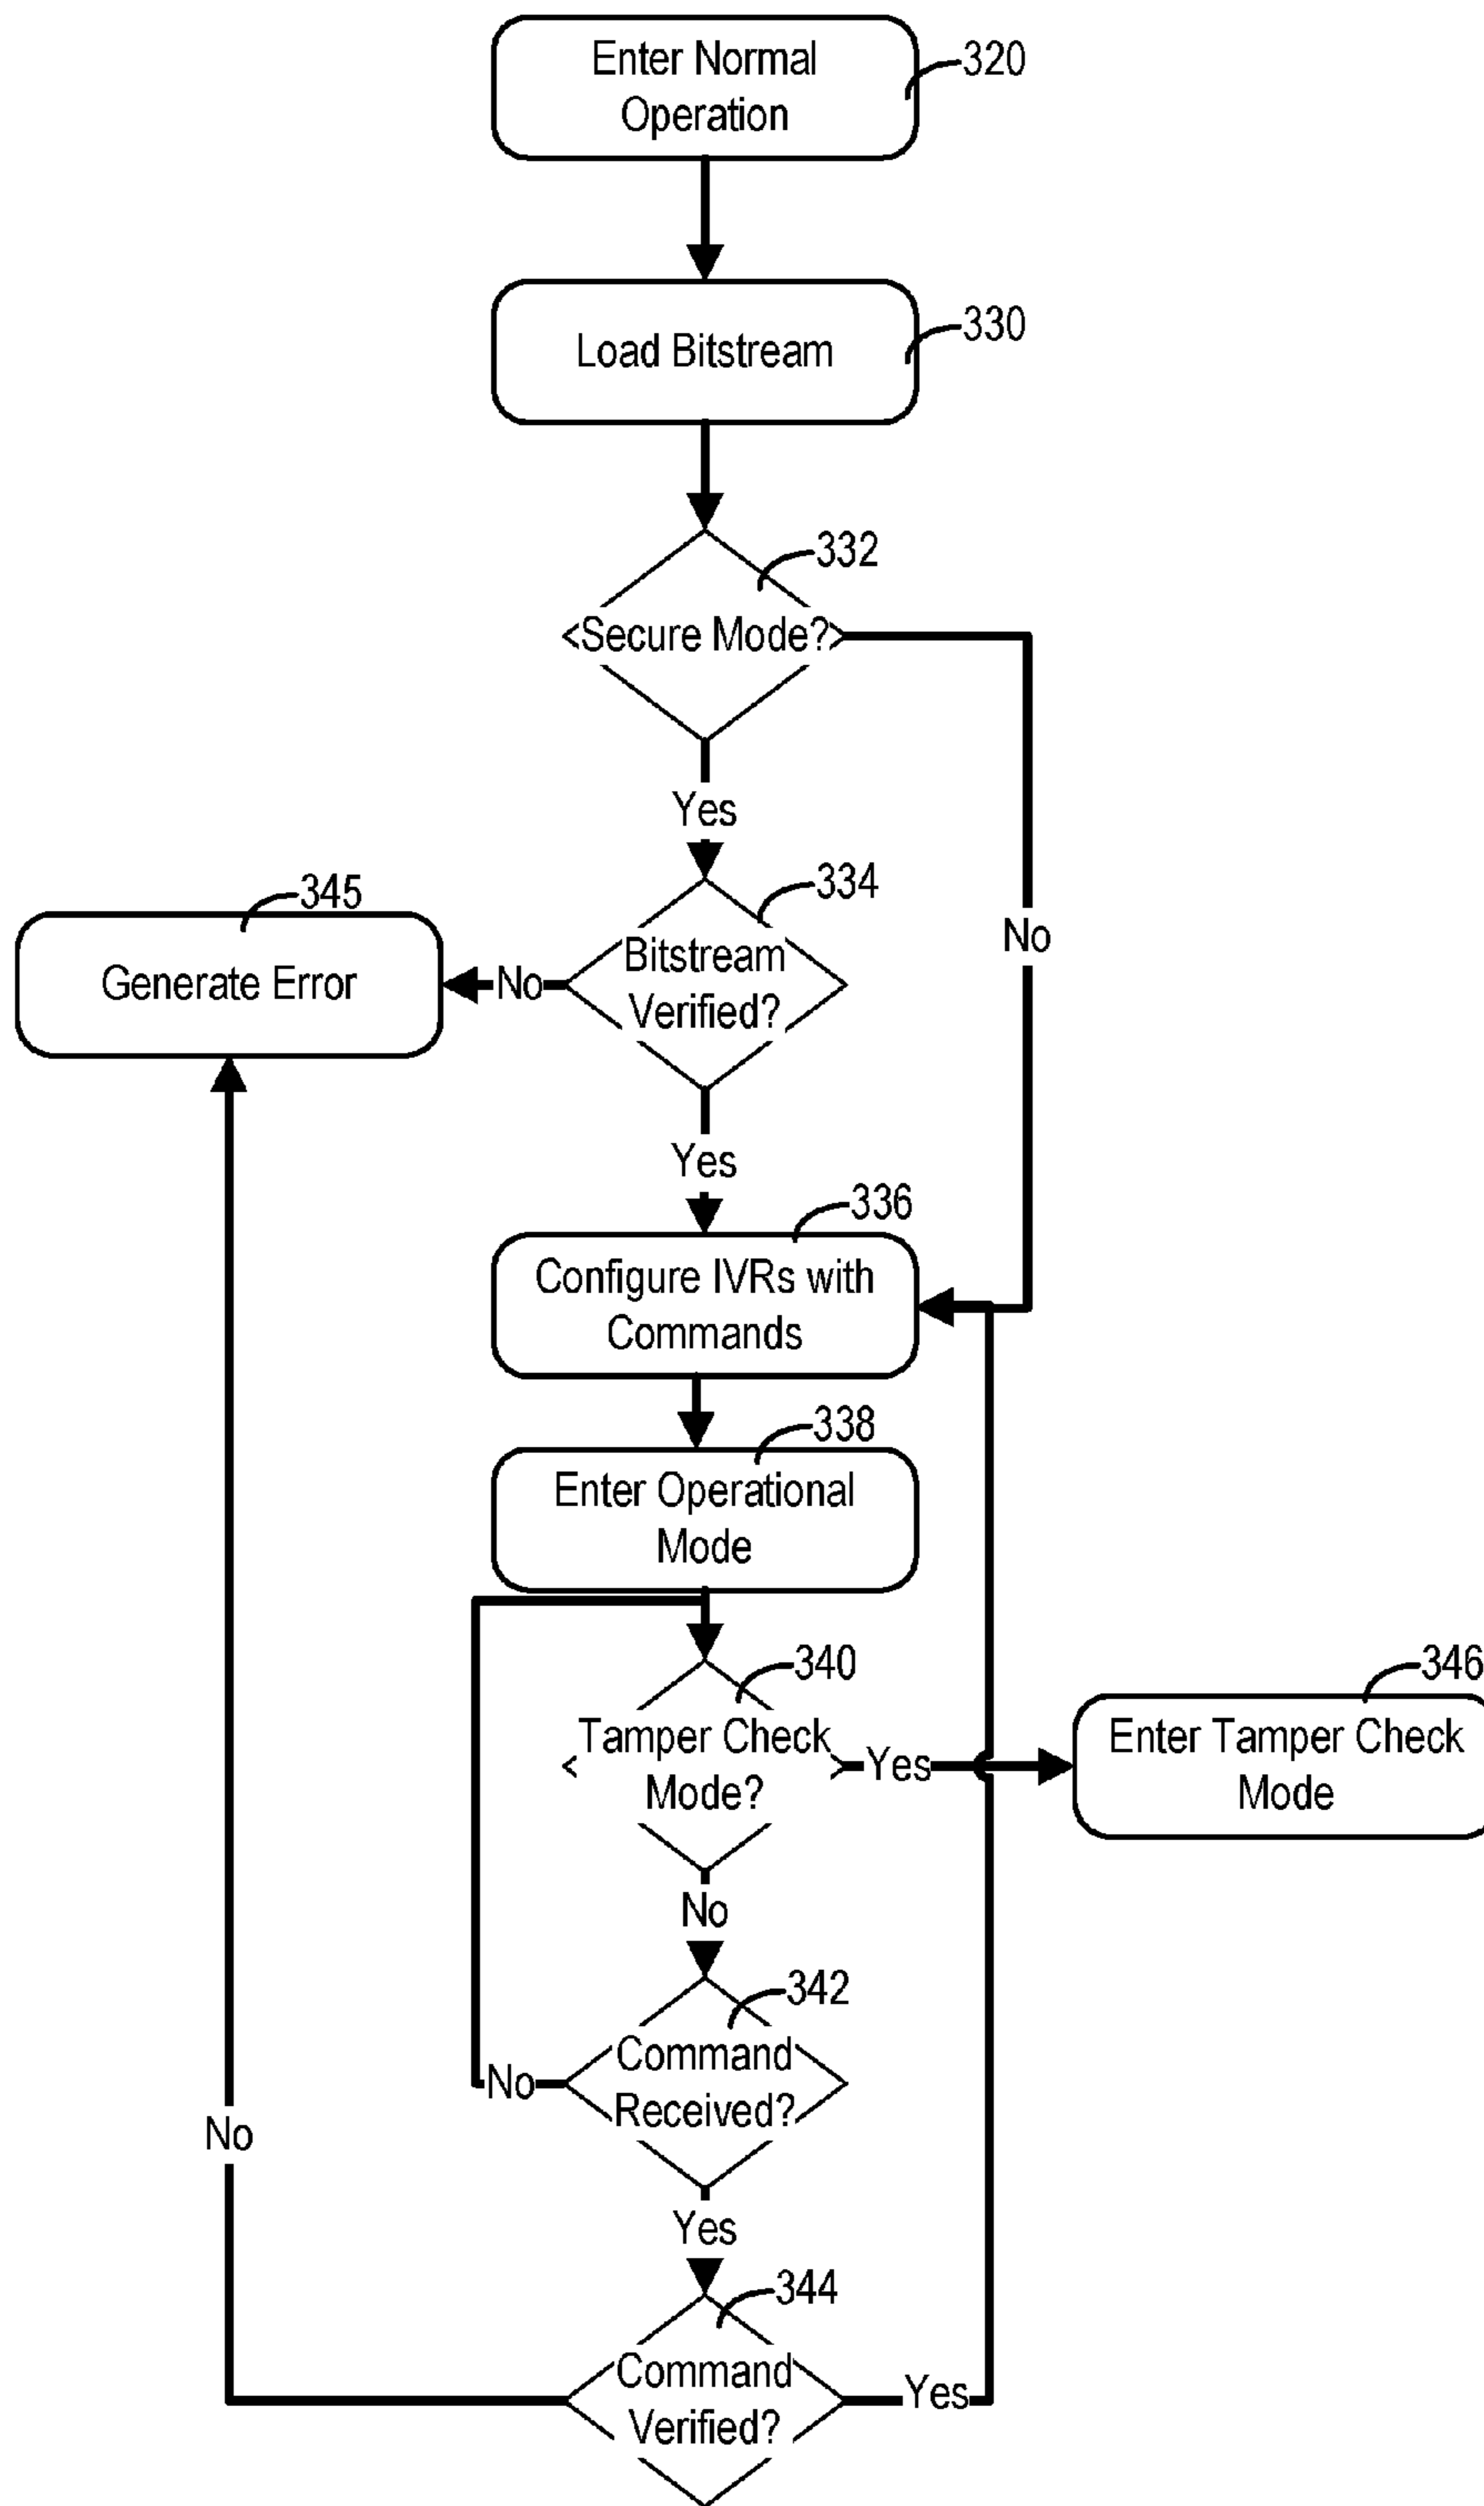 Enter Normal
Operation
320
Load Bitstream
330
332
Secure Mode?
Yes
No
345
334
Generate Error
No
Bitstream
Verified?
Yes
336
Configure IVRs with
Commands
338
Enter Operational
Mode
340
346
Tamper Check
Mode?
Yes
Enter Tamper Check
Mode
No
342
Command
Received?
No
No
Yes
344
Command
Verified?
Yes